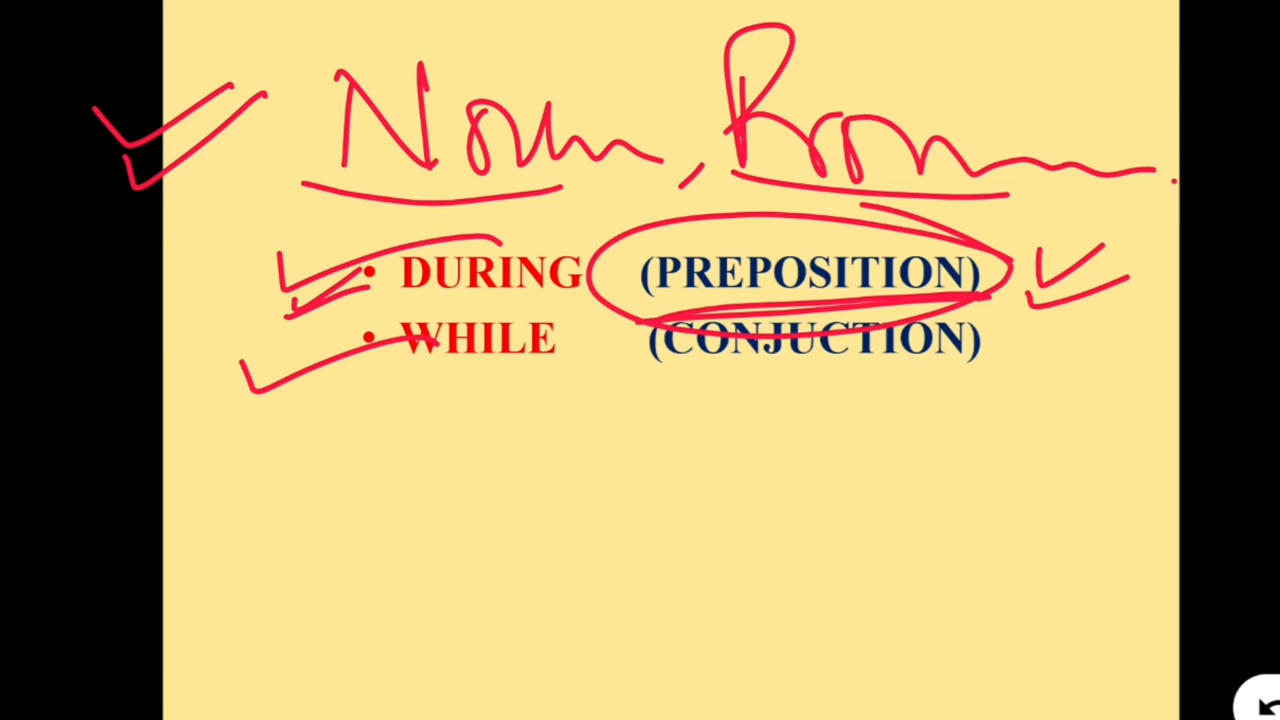 Noun, Pronoun.
• DURING (PREPOSITION)
• WHILE (CONJUCTION)